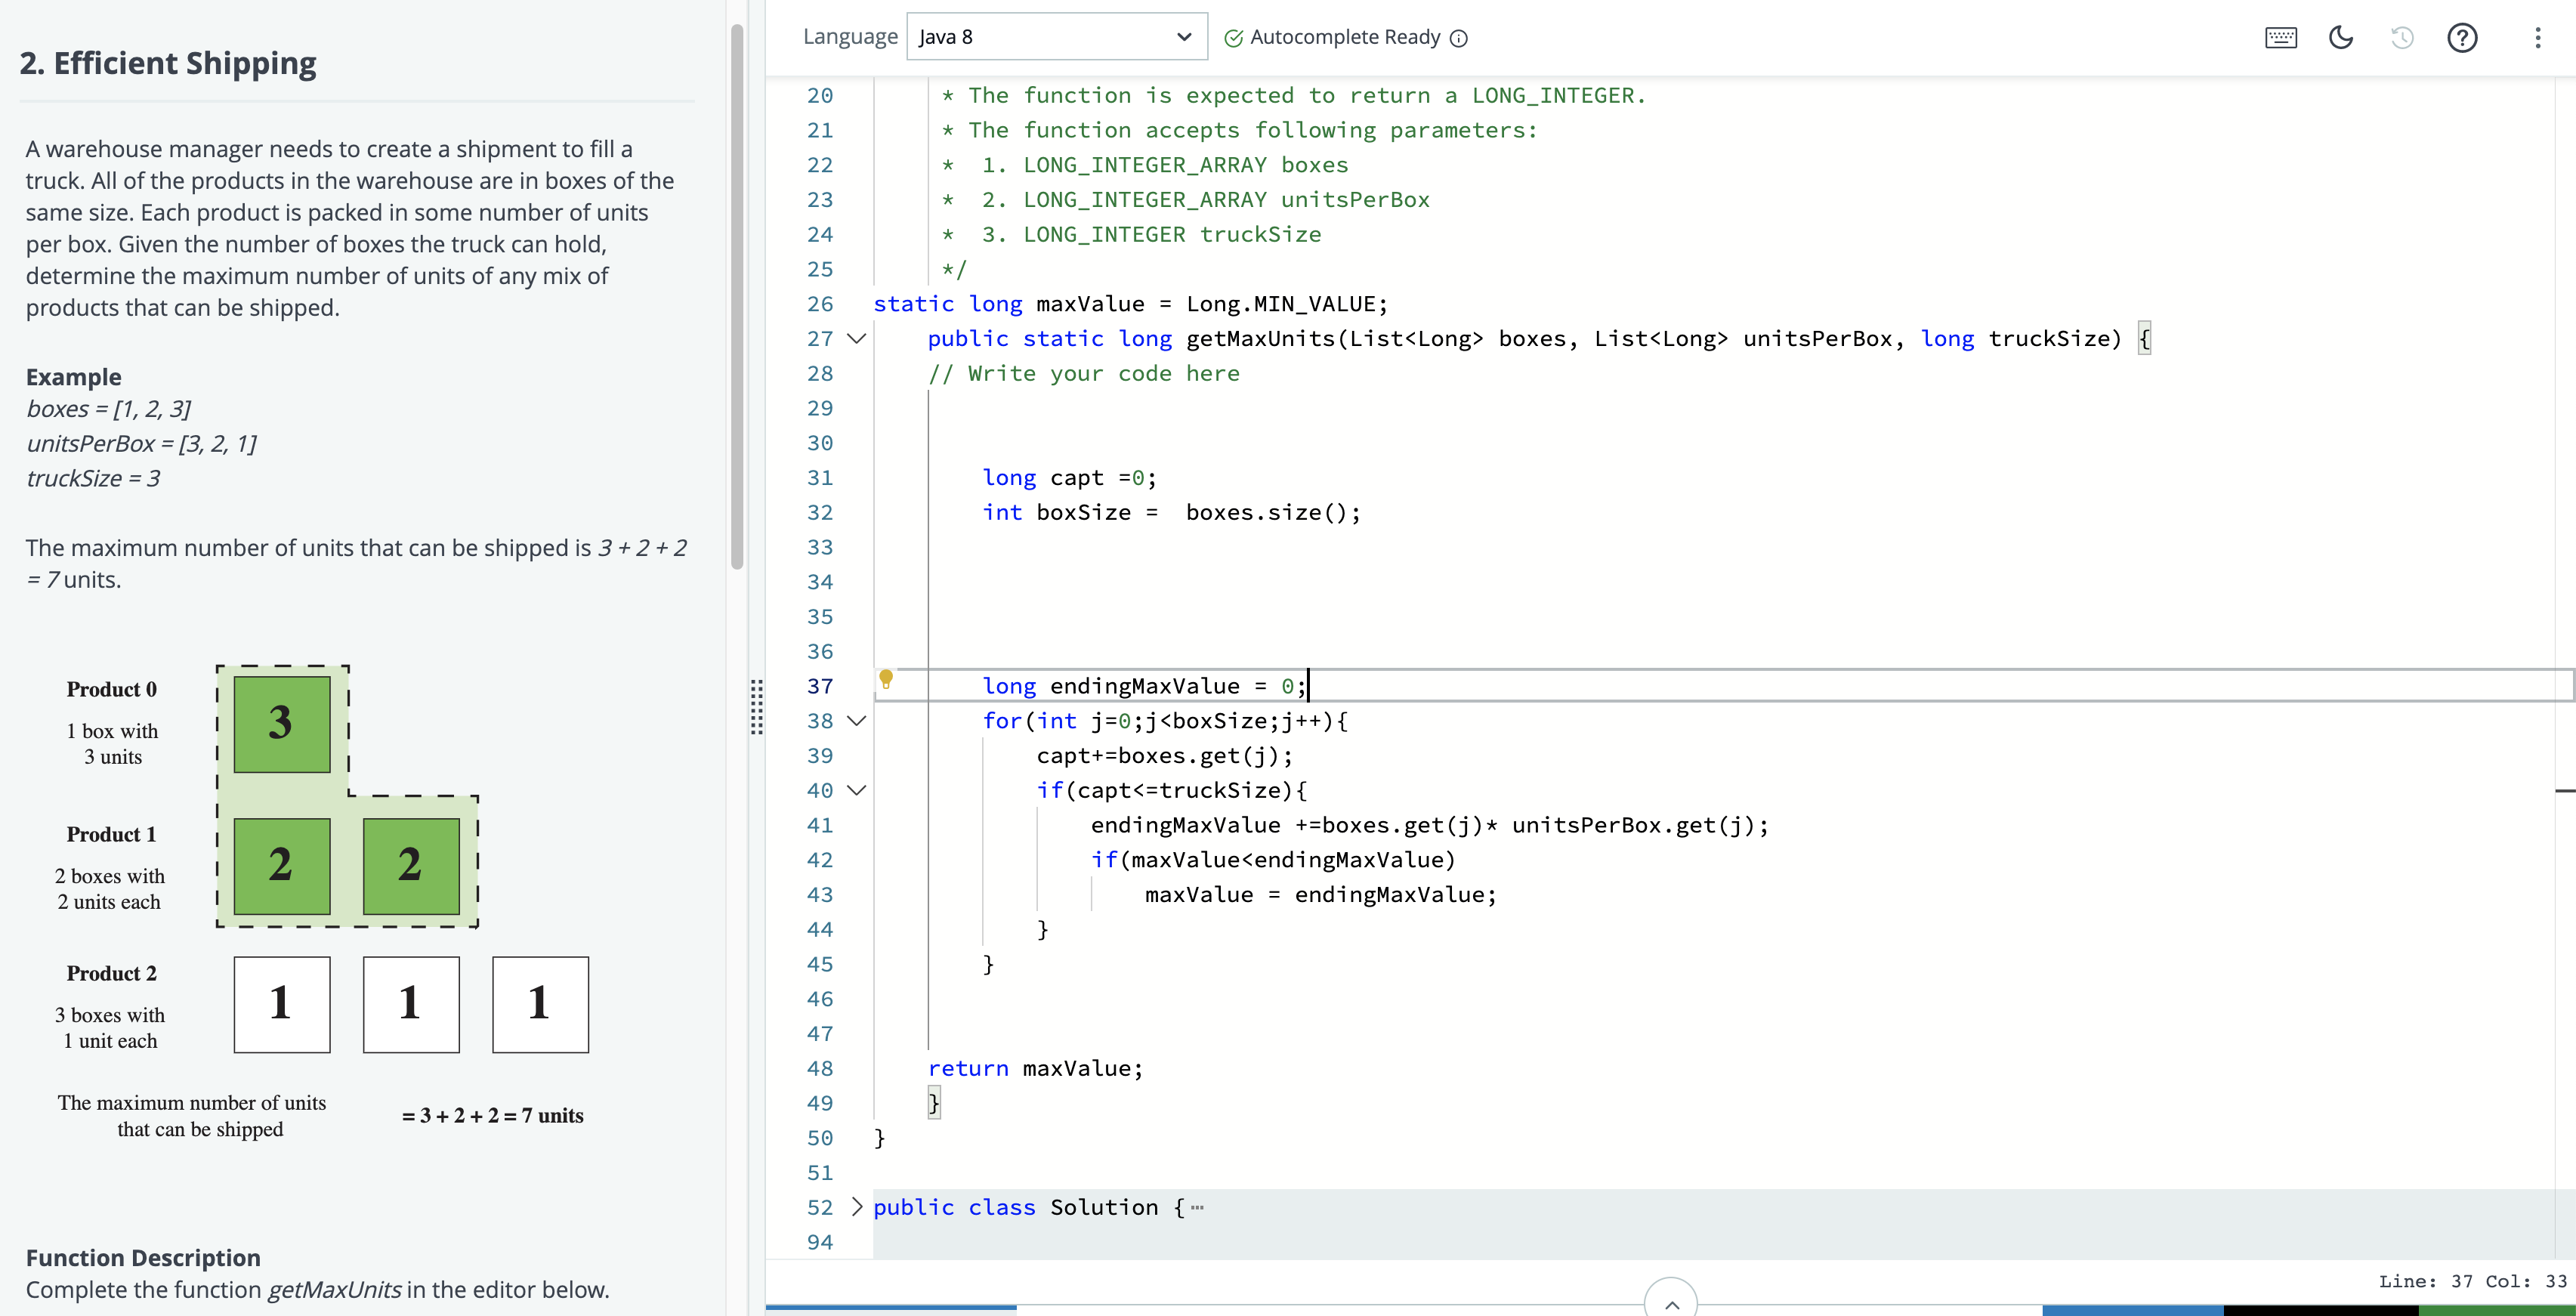 2. Efficient Shipping
A warehouse manager needs to create a shipment to fill a
truck. All of the products in the warehouse are in boxes of the
same size. Each product is packed in some number of units
per box. Given the number of boxes the truck can hold,
determine the maximum number of units of any mix of
products that can be shipped.
Example
boxes = [1, 2, 3]
unitsPerBox = [3, 2, 1]
truckSize = 3
The maximum number of units that can be shipped is 3 + 2 + 2
= 7 units.
Product 0
1 box with
3 units
3
Product 1
2 boxes with
2 units each
2 2
Product 2
3 boxes with
1 unit each
1 1 1
The maximum number of units
that can be shipped
= 3 + 2 + 2 = 7 units
Function Description
Complete the function getMaxUnits in the editor below.
Language Java 8 Autocomplete Ready
20 * The function is expected to return a LONG_INTEGER.
21 * The function accepts following parameters:
22 *  1. LONG_INTEGER_ARRAY boxes
23 *  2. LONG_INTEGER_ARRAY unitsPerBox
24 *  3. LONG_INTEGER truckSize
25 */
26 static long maxValue = Long.MIN_VALUE;
27 public static long getMaxUnits(List<Long> boxes, List<Long> unitsPerBox, long truckSize) {
28 // Write your code here
29
30
31 long capt =0;
32 int boxSize =  boxes.size();
33
34
35
36
37 long endingMaxValue = 0;
38 for(int j=0;j<boxSize;j++){
39 capt+=boxes.get(j);
40 if(capt<=truckSize){
41 endingMaxValue +=boxes.get(j)* unitsPerBox.get(j);
42 if(maxValue<endingMaxValue)
43 maxValue = endingMaxValue;
44 }
45 }
46
47
48 return maxValue;
49 }
50 }
51
52 public class Solution {⋯
94
Line: 37 Col: 33